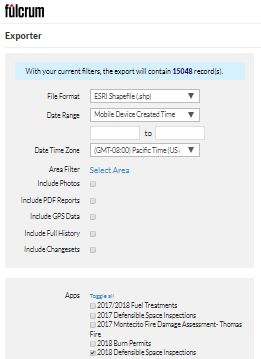 fulcrum
Exporter
With your current filters, the export will contain 15048 record(s).
File Format ESRI Shapefile (.shp)
Date Range Mobile Device Created Time
to
Date Time Zone (GMT-08:00) Pacific Time (US
Area Filter Select Area
Include Photos
Include PDF Reports
Include GPS Data
Include Full History
Include Changesets
Apps Toggle all
2017/2018 Fuel Treatments
2017 Defensible Space Inspections
2017 Montecito Fire Damage Assessment- Thomas
Fire
2018 Burn Permits
2018 Defensible Space Inspections